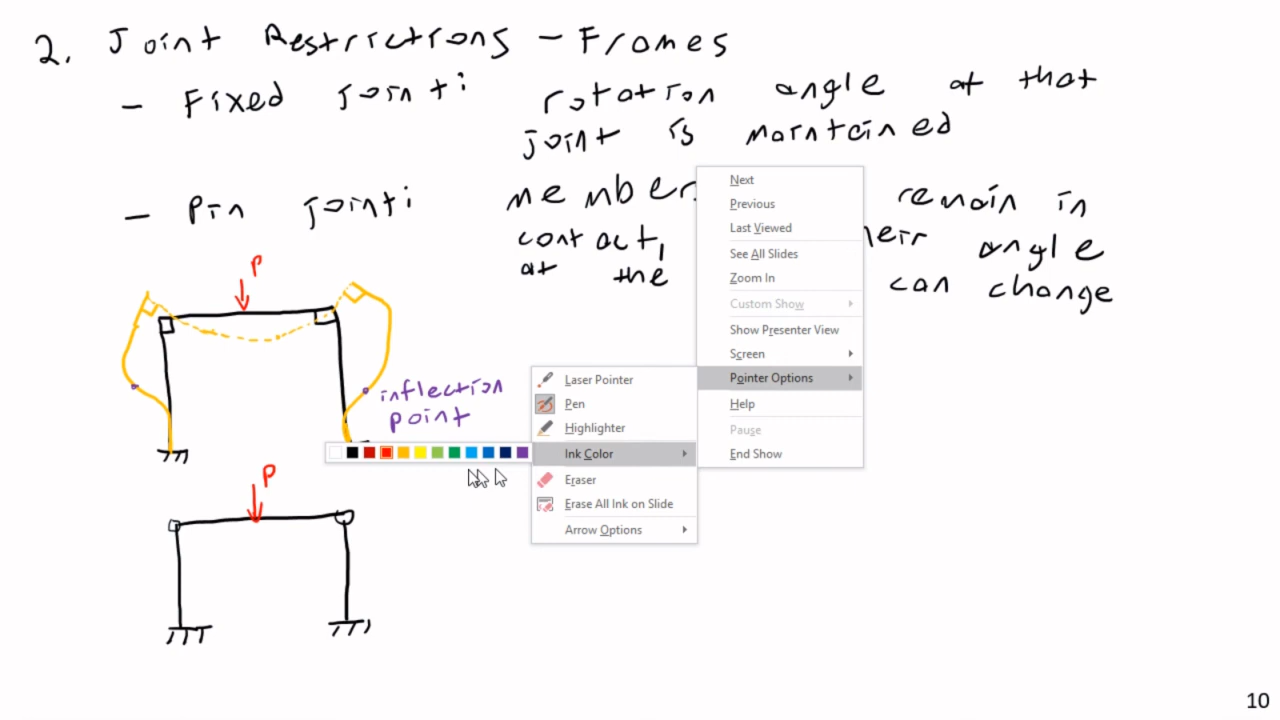 2. Joint Restrictions - Frames
- Fixed joint: rotation angle at that
joint is maintained
- Pin joint: members remain in
contact, their angle
at the can change
P
inflection
point
P
Next
Previous
Last Viewed
See All Slides
Zoom In
Custom Show
Show Presenter View
Screen
Pointer Options
Help
Pause
End Show
Laser Pointer
Pen
Highlighter
Ink Color
Eraser
Erase All Ink on Slide
Arrow Options
10